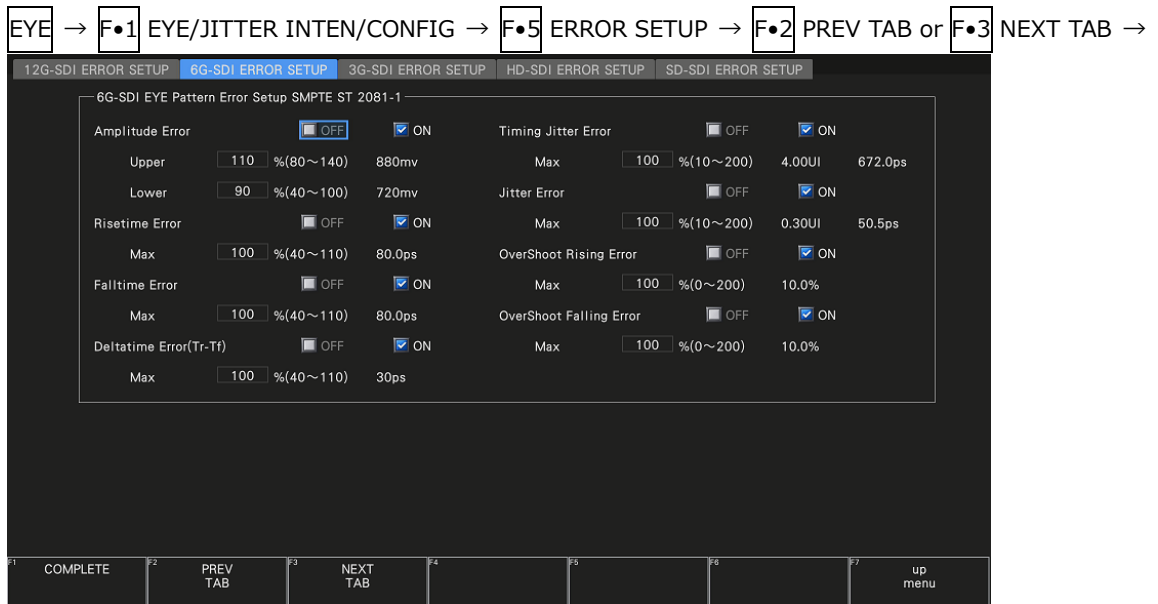 EYE → F•1 EYE/JITTER INTEN/CONFIG → F•5 ERROR SETUP → F•2 PREV TAB or F•3 NEXT TAB →
12G-SDI ERROR SETUP 6G-SDI ERROR SETUP 3G-SDI ERROR SETUP HD-SDI ERROR SETUP SD-SDI ERROR SETUP
6G-SDI EYE Pattern Error Setup SMPTE ST 2081-1
Amplitude Error OFF ON
Upper 110 %(80～140) 880mv
Lower 90 %(40～100) 720mv
Risetime Error OFF ON
Max 100 %(40～110) 80.0ps
Falltime Error OFF ON
Max 100 %(40～110) 80.0ps
Deltatime Error(Tr-Tf) OFF ON
Max 100 %(40～110) 30ps
Timing Jitter Error OFF ON
Max 100 %(10～200) 4.00UI 672.0ps
Jitter Error OFF ON
Max 100 %(10～200) 0.30UI 50.5ps
OverShoot Rising Error OFF ON
Max 100 %(0～200) 10.0%
OverShoot Falling Error OFF ON
Max 100 %(0～200) 10.0%
F1 COMPLETE F2 PREV F3 NEXT F4 F5 F6 F7 up
TAB TAB menu